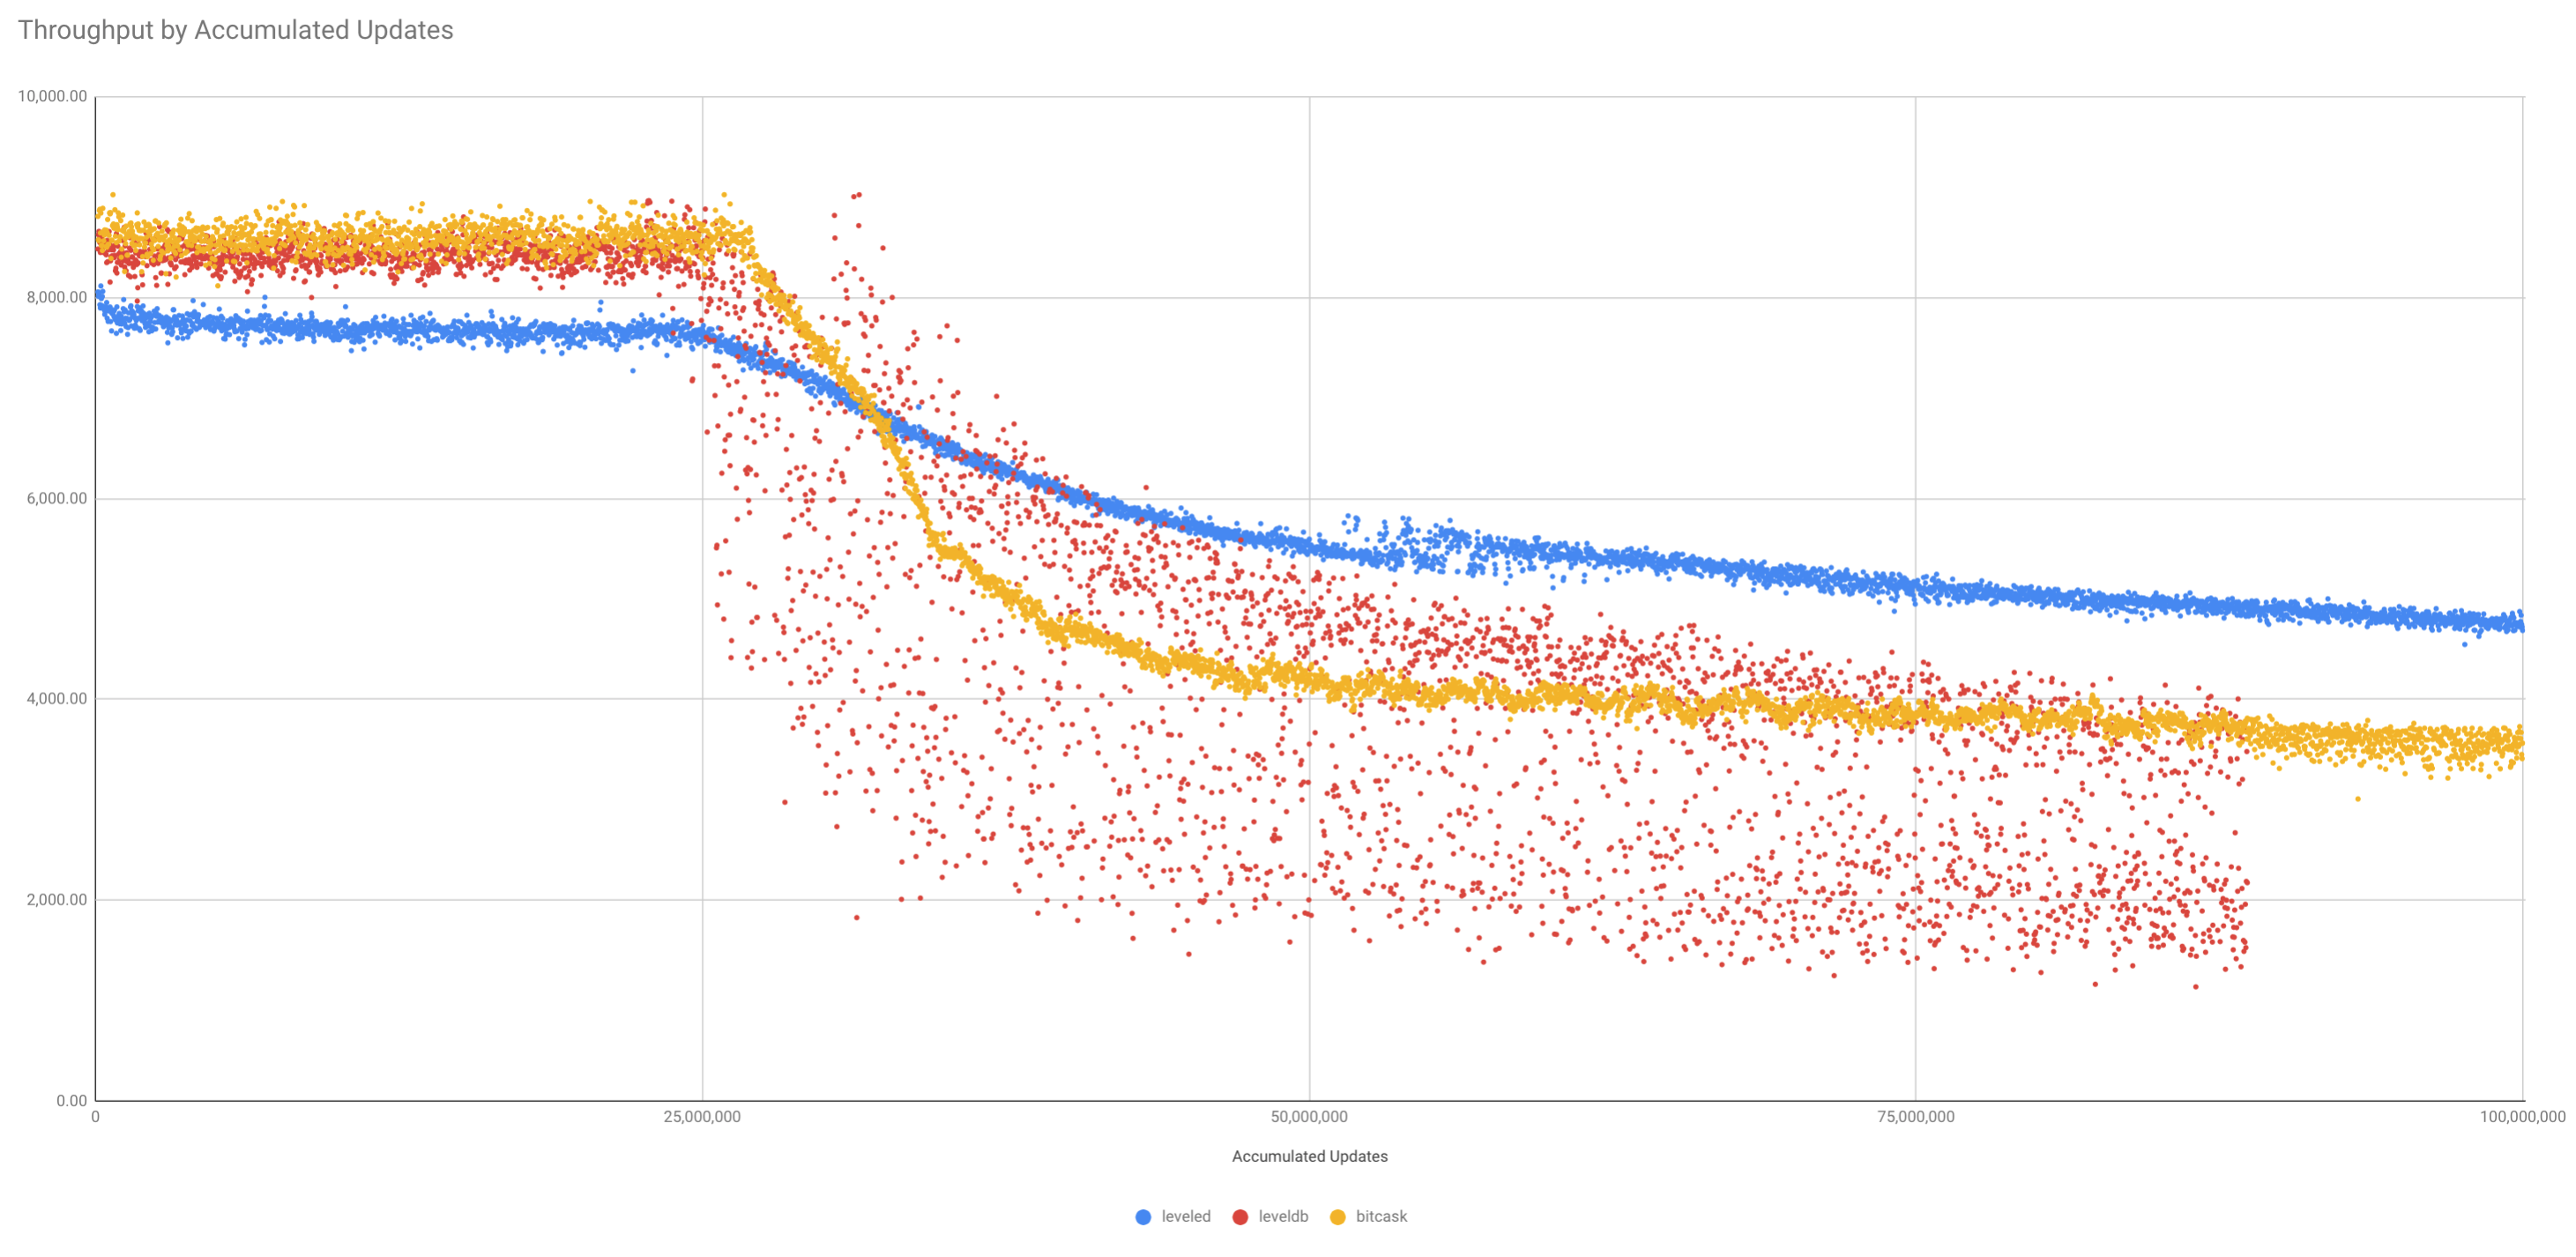 Throughput by Accumulated Updates
10,000.00
8,000.00
6,000.00
4,000.00
2,000.00
0.00
0 25,000,000 50,000,000 75,000,000 100,000,000
Accumulated Updates
leveled leveldb bitcask